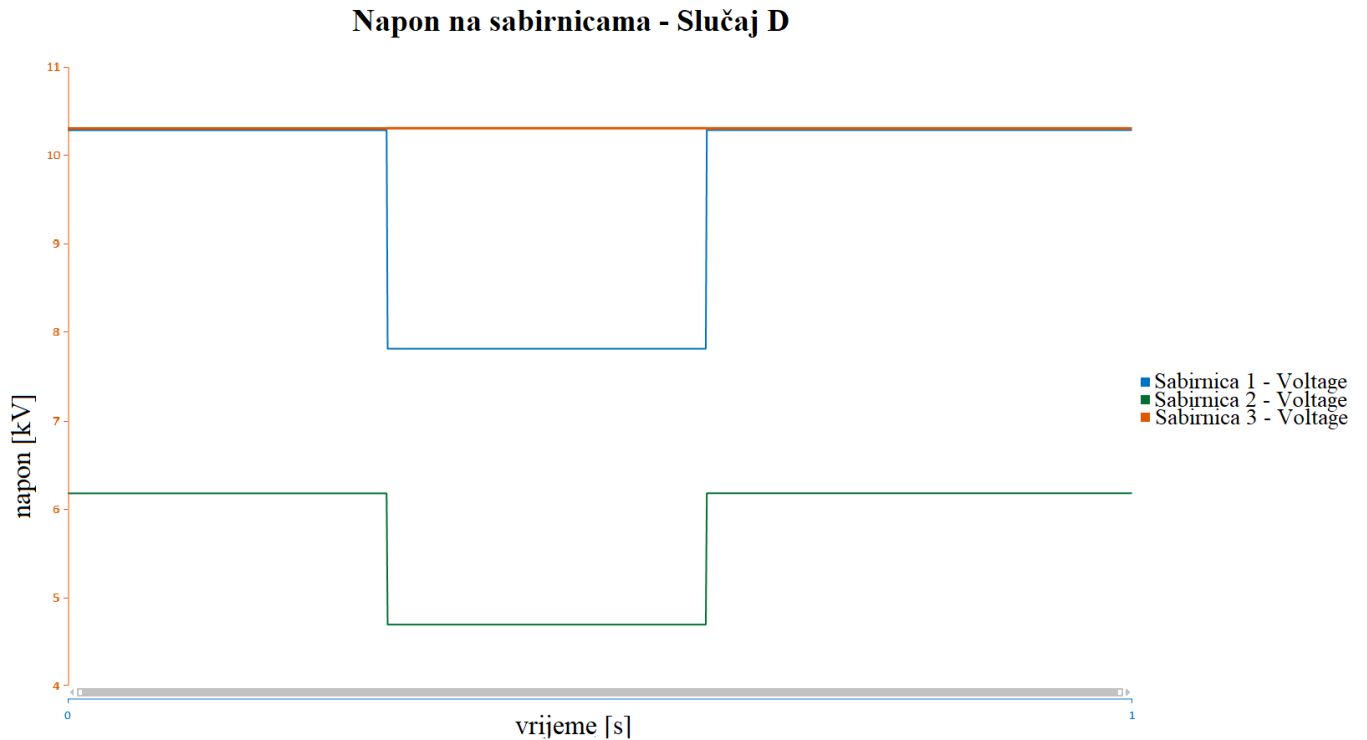 Napon na sabirnicama - Slučaj D
11
10
9
8
7
6
5
4
napon [kV]
0
1
vrijeme [s]
Sabirnica 1 - Voltage
Sabirnica 2 - Voltage
Sabirnica 3 - Voltage